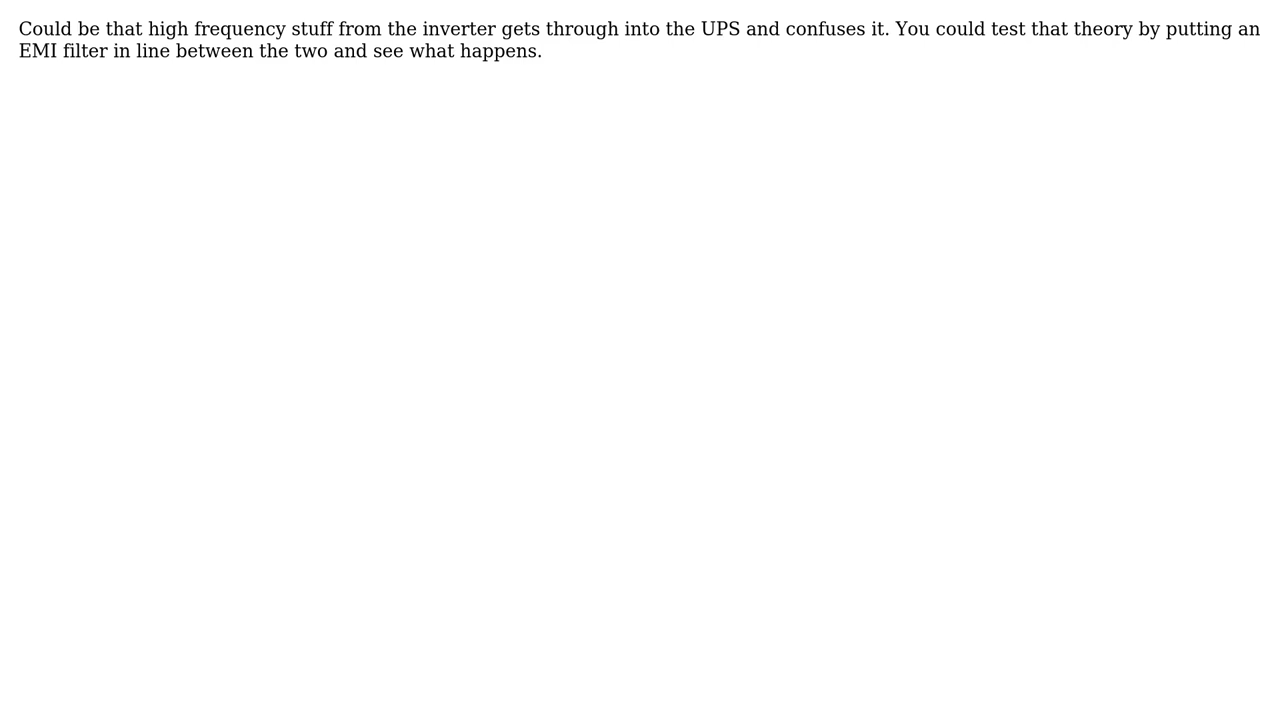 Could be that high frequency stuff from the inverter gets through into the UPS and confuses it. You could test that theory by putting an
EMI filter in line between the two and see what happens.